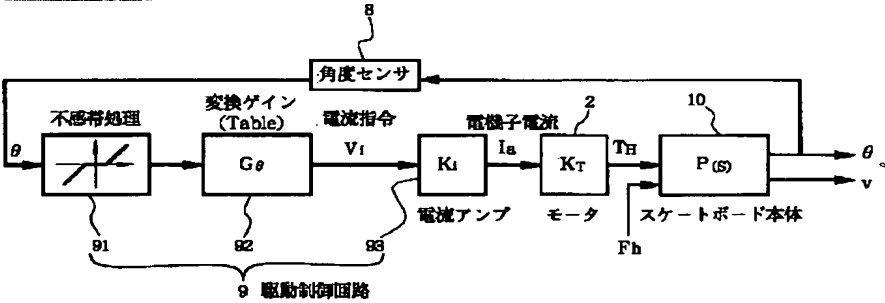 8
角度センサ
不感帯処理
変換ゲイン
(Table)
電流指令
電機子電流
2
10
θ
Gθ
Vi
Ki
Ia
KT
TH
P(S)
θ
v
電流アンプ
モータ
スケートボード本体
91
92
93
Fh
9 駆動制御回路